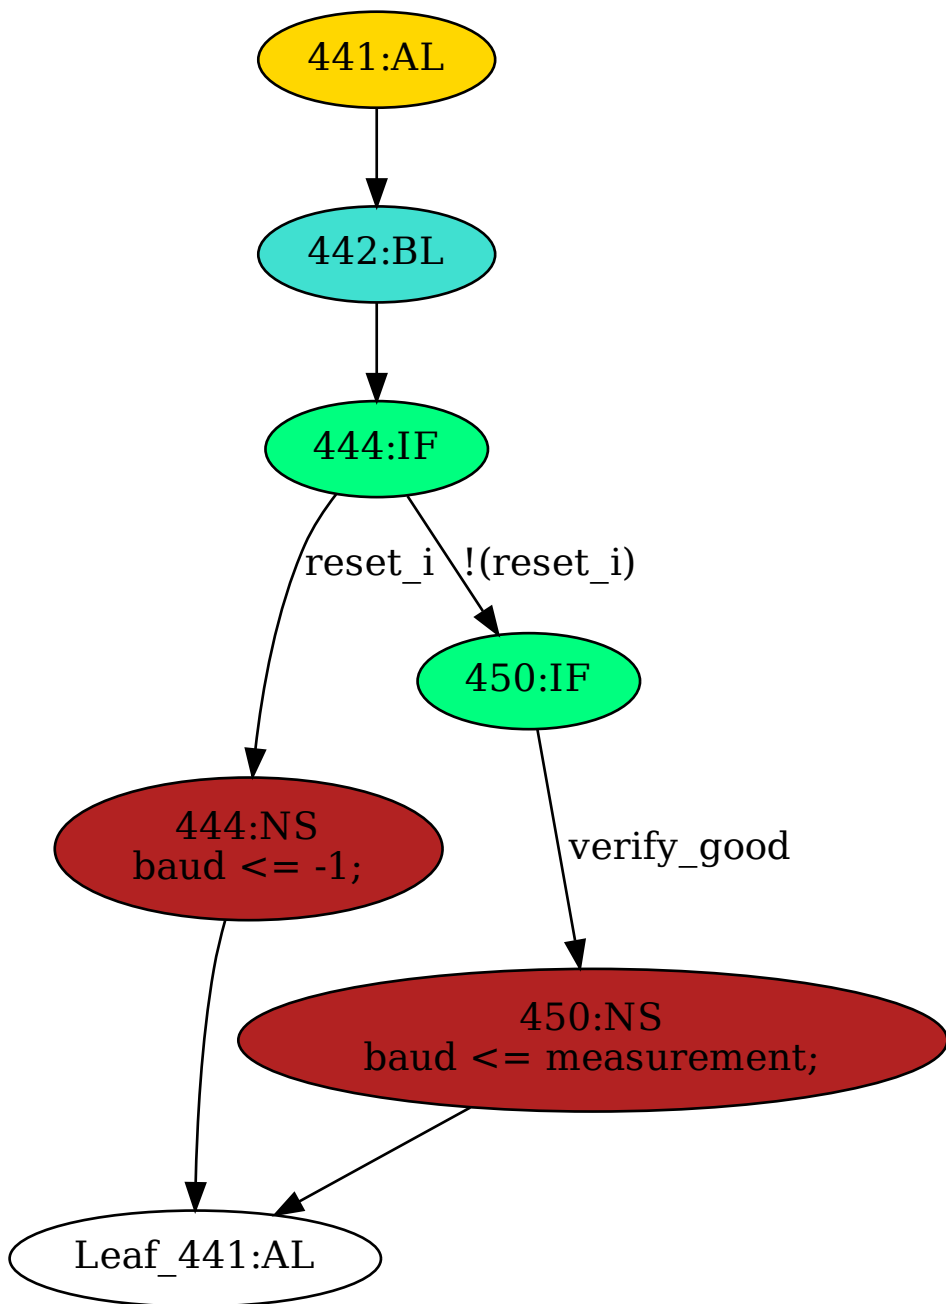 441:AL
442:BL
444:IF
reset_i
!(reset_i)
450:IF
444:NS
baud <= -1;
verify_good
450:NS
baud <= measurement;
Leaf_441:AL